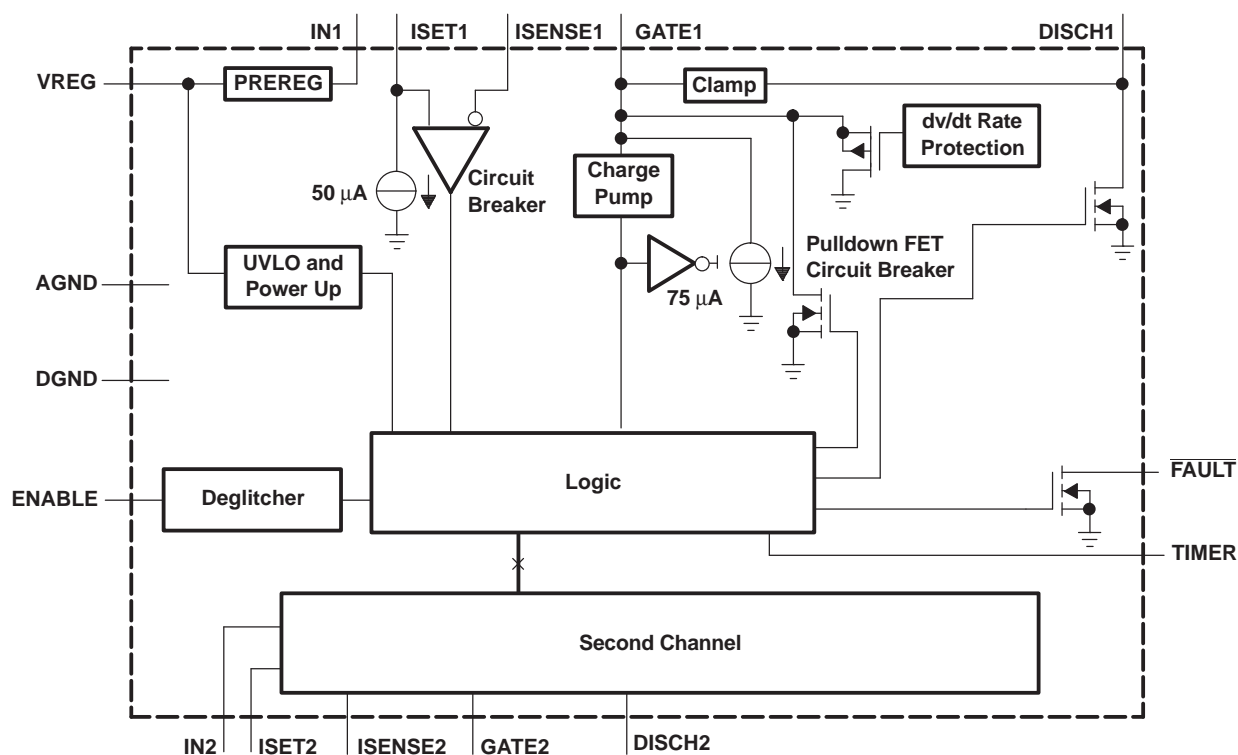 IN1
ISET1
ISENSE1
GATE1
DISCH1
VREG
PREREG
Clamp
dv/dt Rate
Protection
Circuit
Breaker
50 μA
Charge
Pump
Pulldown FET
Circuit Breaker
UVLO and
Power Up
75 μA
AGND
DGND
Logic
FAULT
ENABLE
Deglitcher
TIMER
Second Channel
IN2
ISET2
ISENSE2
GATE2
DISCH2